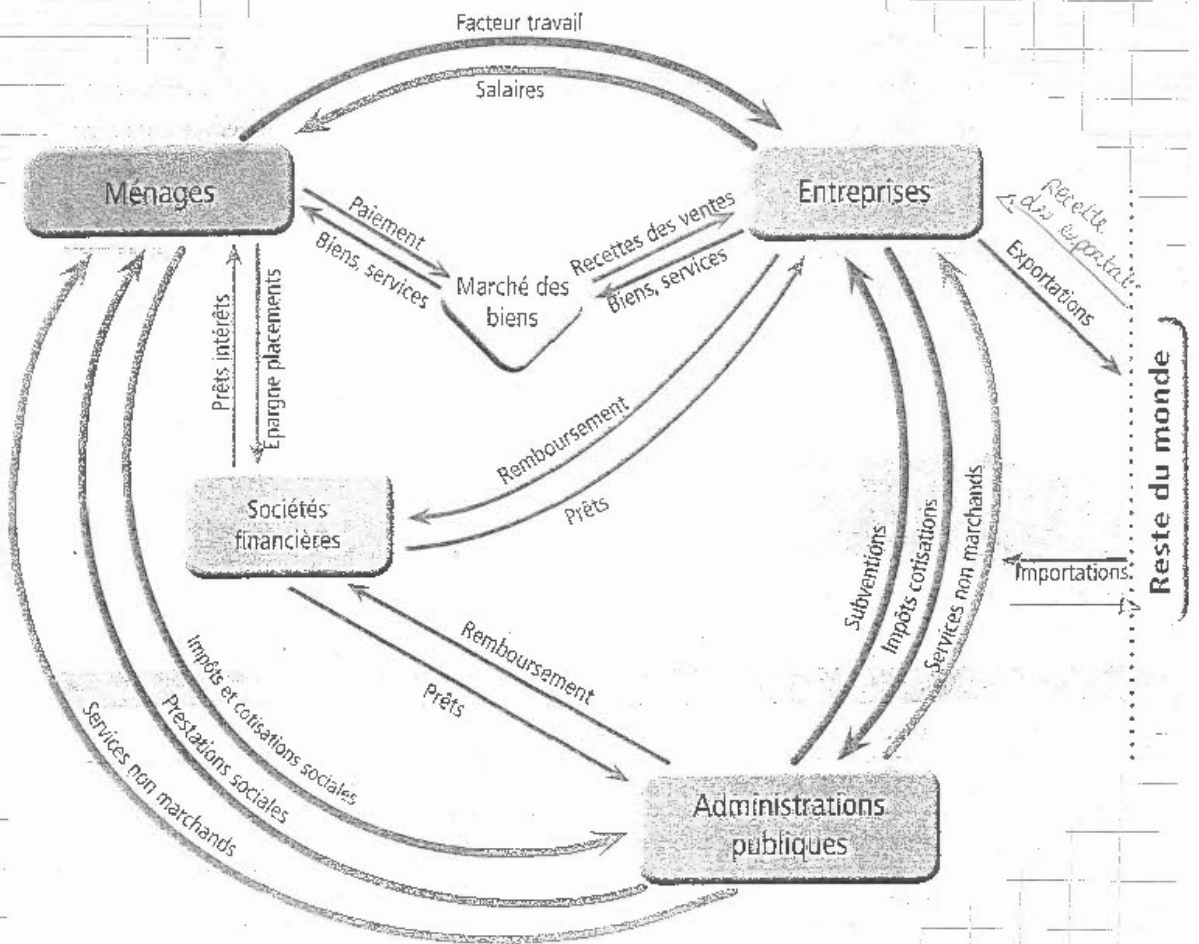 Facteur travail
Salaires
Ménages
Entreprises
Paiement
Biens, services
Recettes des ventes
Biens, services
Marché des
biens
Recette
des
Exportations
Prêts intérêts
Epargne placements
Reste du monde
Remboursement
Prêts
Sociétés
financières
Subventions
Impôts cotisations
Services non marchands
Importations
Remboursement
Prêts
Impôts et cotisations sociales
Prestations sociales
Services non marchands
Administrations
publiques